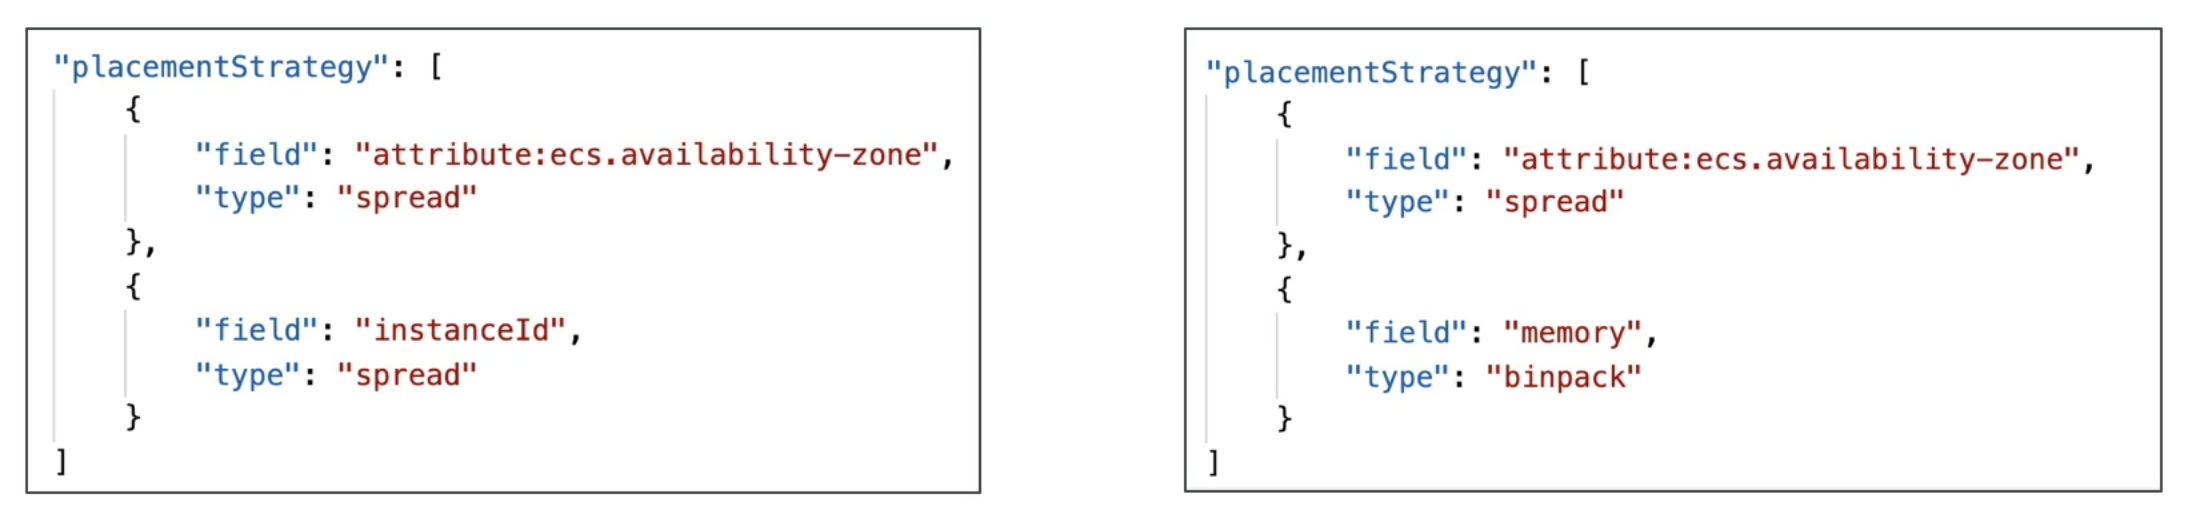 "placementStrategy": [
{
"field": "attribute:ecs.availability-zone",
"type": "spread"
},
{
"field": "instanceId",
"type": "spread"
}
]
"placementStrategy": [
{
"field": "attribute:ecs.availability-zone",
"type": "spread"
},
{
"field": "memory",
"type": "binpack"
}
]